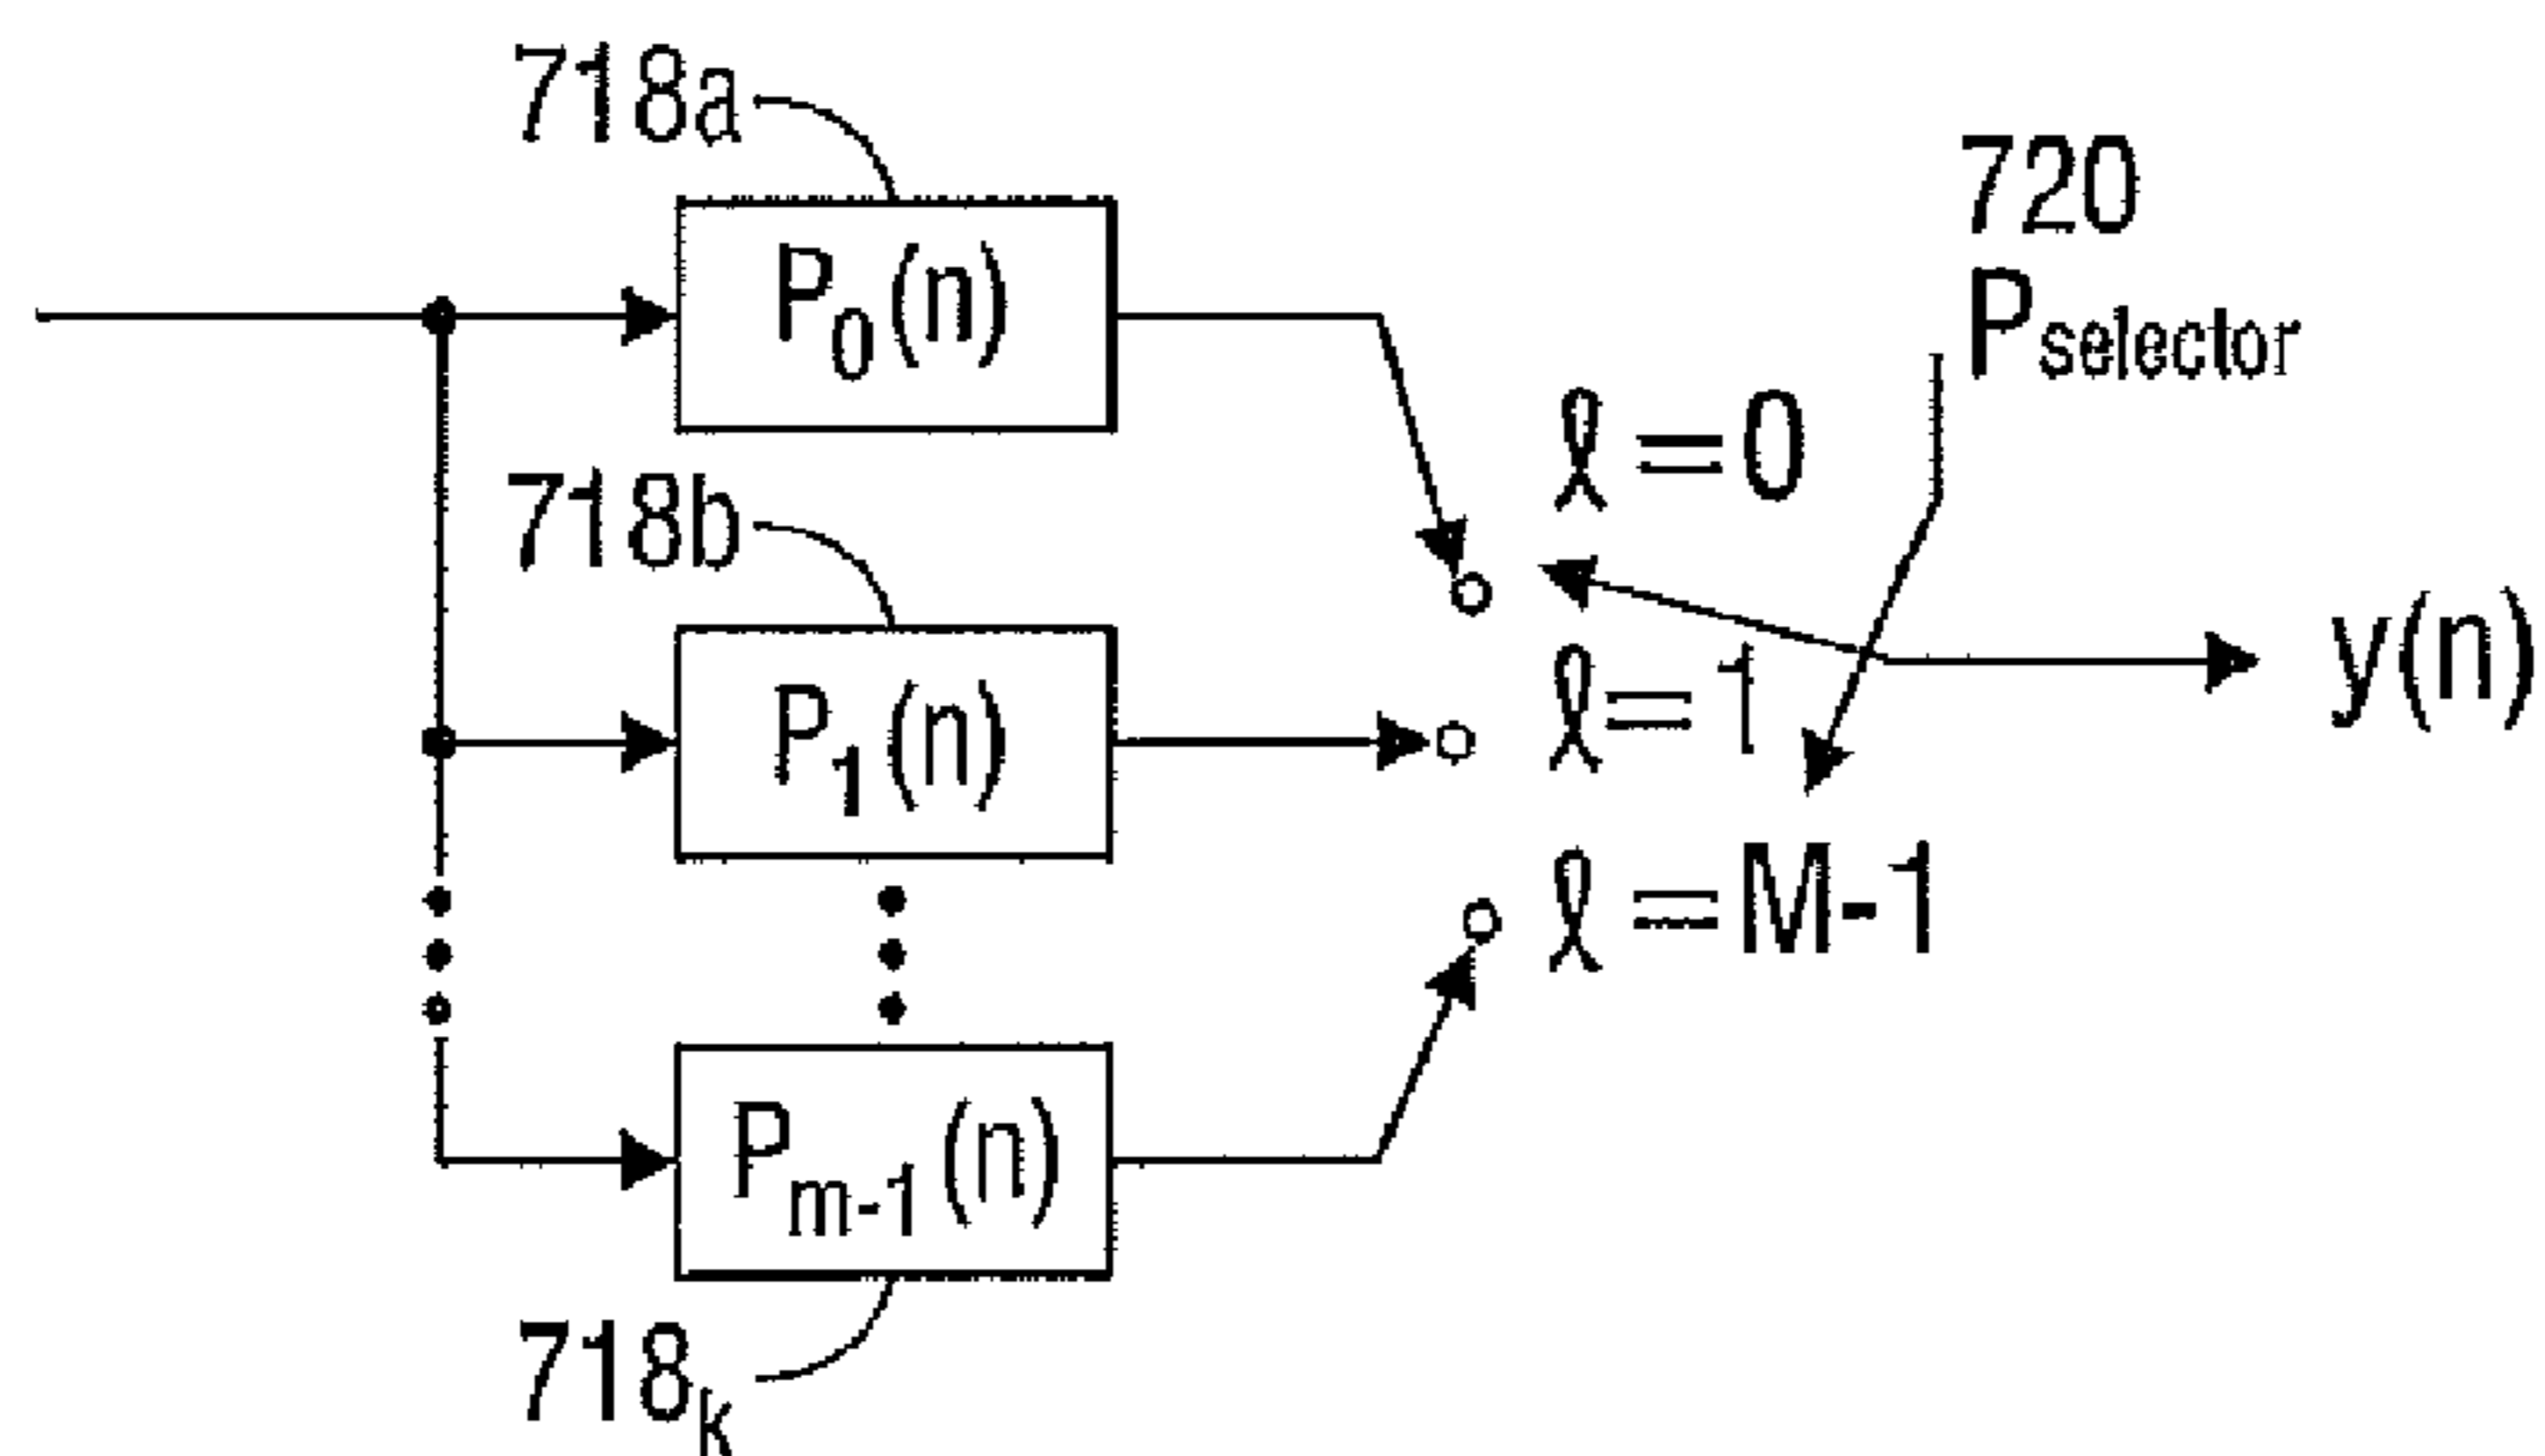 718a
720
P₀(n)
Pselector
ℓ=0
718b
P₁(n)
ℓ=1
y(n)
ℓ=M-1
Pm-1(n)
718k